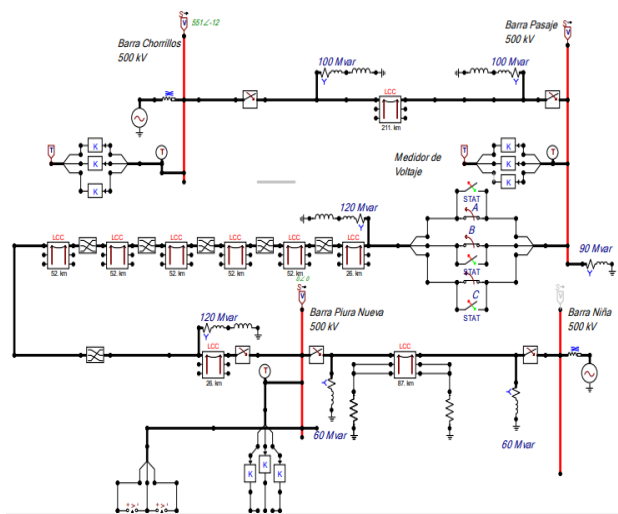 S
V
551∠-12
Barra Chorrillos
500 kV
S
V
Barra Pasaje
500 kV
100 Mvar
Y
100 Mvar
Y
LCC
211. km
T
K
K
K
T
Medidor de
Voltaje
T
K
K
K
T
STAT
A
B
STAT
C
STAT
120 Mvar
Y
90 Mvar
Y
LCC
52. km
LCC
52. km
LCC
52. km
LCC
52. km
LCC
52. km
LCC
26. km
S
V
Barra Piura Nueva
500 kV
S
V
Barra Niña
500 kV
120 Mvar
Y
LCC
26. km
T
LCC
87. km
Y
60 Mvar
Y
60 Mvar
K
K
K